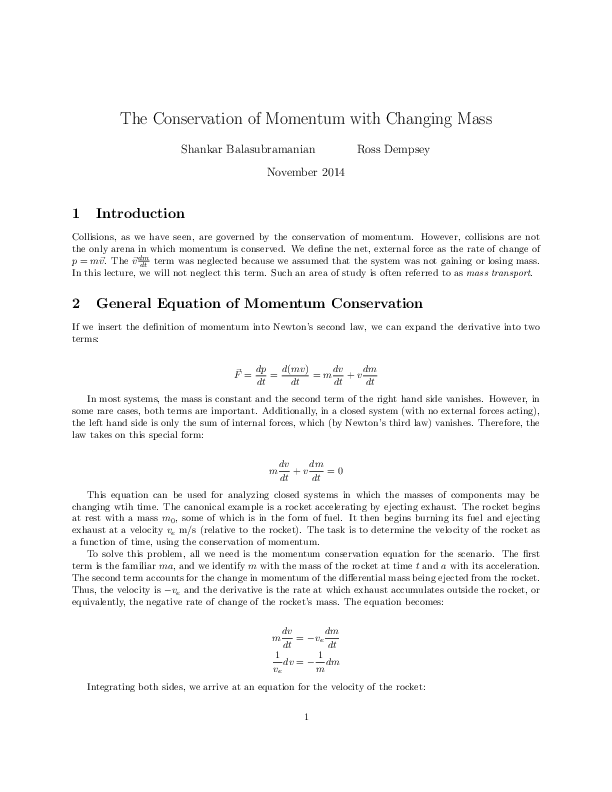 The Conservation of Momentum with Changing Mass
Shankar Balasubramanian Ross Dempsey
November 2014
1 Introduction
Collisions, as we have seen, are governed by the conservation of momentum. However, collisions are not
the only arena in which momentum is conserved. We define the net, external force as the rate of change of
p = mv⃗. The v⃗ dm/dt term was neglected because we assumed that the system was not gaining or losing mass.
In this lecture, we will not neglect this term. Such an area of study is often referred to as mass transport.
2 General Equation of Momentum Conservation
If we insert the definition of momentum into Newton's second law, we can expand the derivative into two
terms:
F⃗ = dp/dt = d(mv)/dt = m dv/dt + v dm/dt
In most systems, the mass is constant and the second term of the right hand side vanishes. However, in
some rare cases, both terms are important. Additionally, in a closed system (with no external forces acting),
the left hand side is only the sum of internal forces, which (by Newton's third law) vanishes. Therefore, the
law takes on this special form:
m dv/dt + v dm/dt = 0
This equation can be used for analyzing closed systems in which the masses of components may be
changing wtih time. The canonical example is a rocket accelerating by ejecting exhaust. The rocket begins
at rest with a mass m₀, some of which is in the form of fuel. It then begins burning its fuel and ejecting
exhaust at a velocity vₑ m/s (relative to the rocket). The task is to determine the velocity of the rocket as
a function of time, using the conservation of momentum.
To solve this problem, all we need is the momentum conservation equation for the scenario. The first
term is the familiar ma, and we identify m with the mass of the rocket at time t and a with its acceleration.
The second term accounts for the change in momentum of the differential mass being ejected from the rocket.
Thus, the velocity is −vₑ and the derivative is the rate at which exhaust accumulates outside the rocket, or
equivalently, the negative rate of change of the rocket's mass. The equation becomes:
m dv/dt = −vₑ dm/dt
1/vₑ dv = − 1/m dm
Integrating both sides, we arrive at an equation for the velocity of the rocket:
1